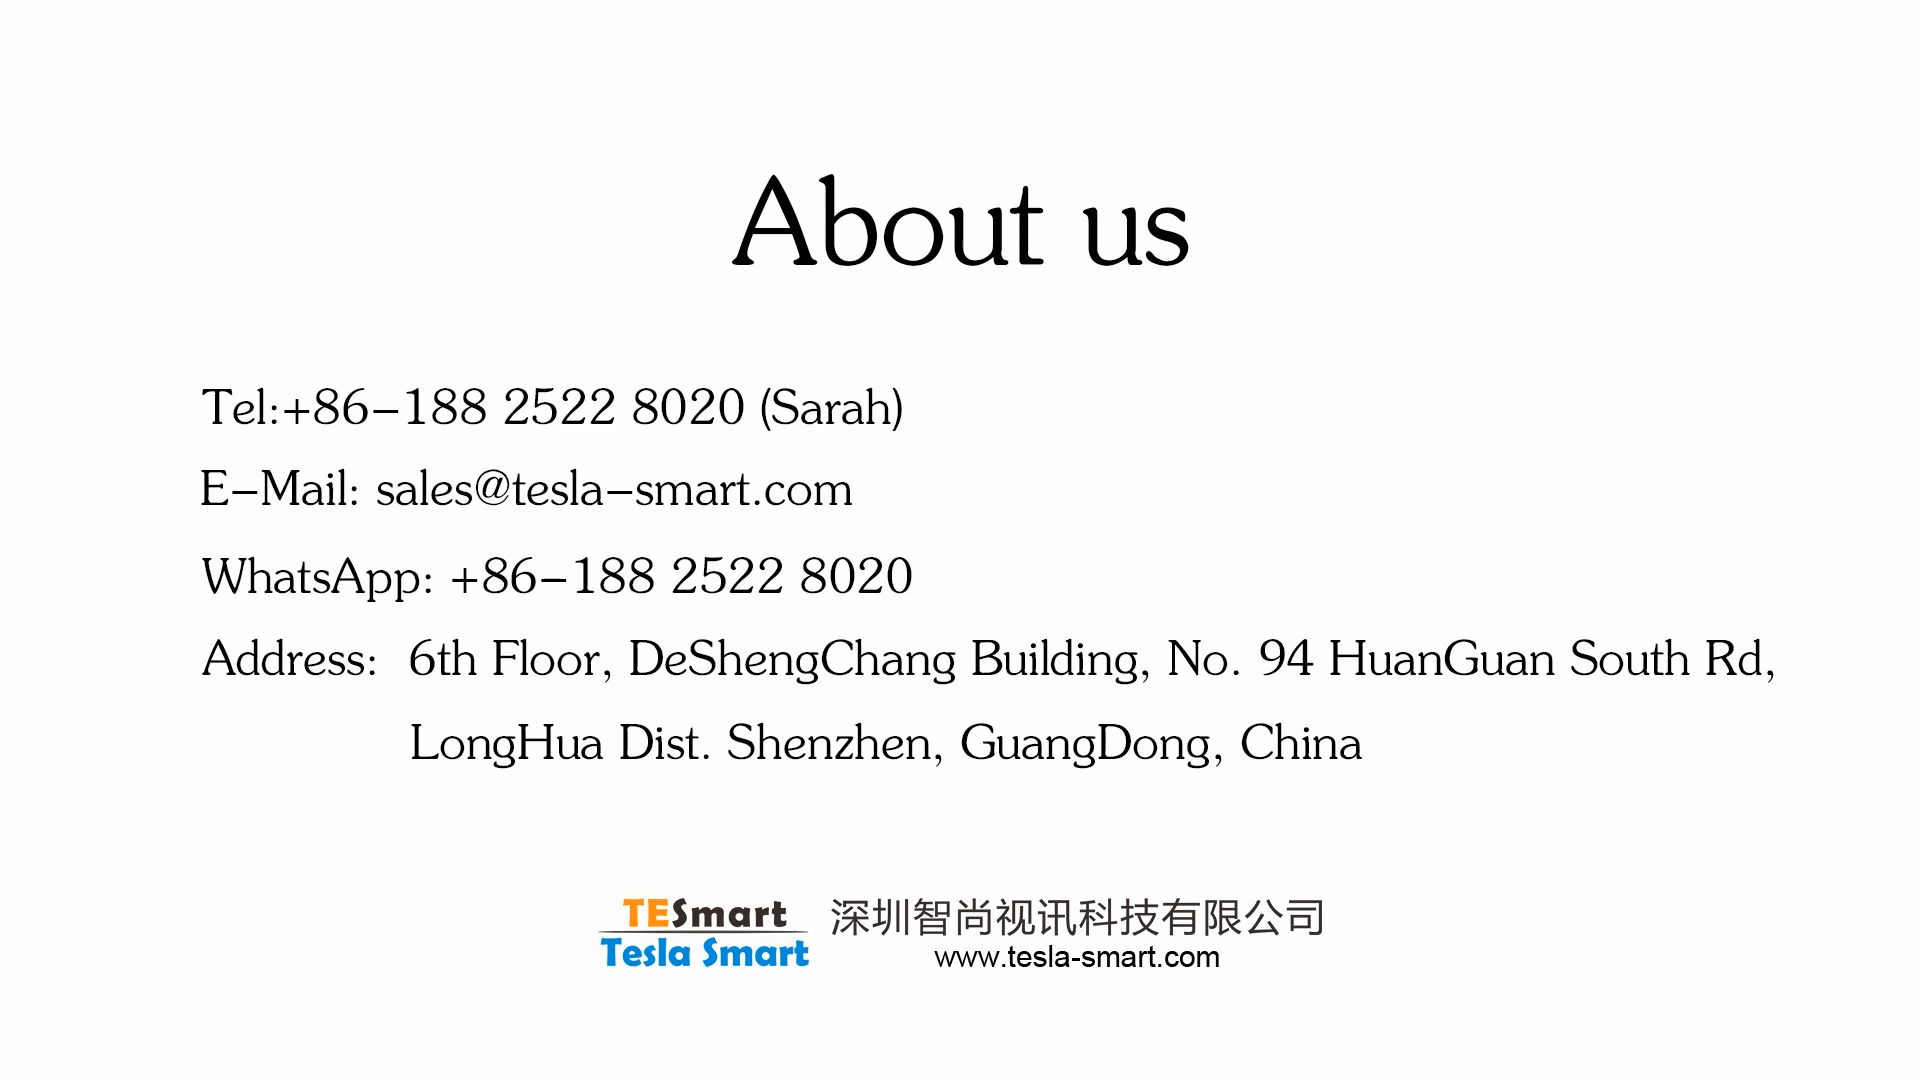 About us
Tel:+86-188 2522 8020 (Sarah)
E-Mail: sales@tesla-smart.com
WhatsApp: +86-188 2522 8020
Address: 6th Floor, DeShengChang Building, No. 94 HuanGuan South Rd,
LongHua Dist. Shenzhen, GuangDong, China
TESmart
Tesla Smart
深圳智尚视讯科技有限公司
www.tesla-smart.com